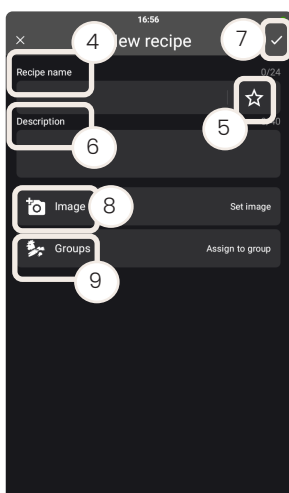 16:56
4
ew recipe
7
Recipe name
0/24
5
Description
6
Image
8
Set image
Groups
Assign to group
9